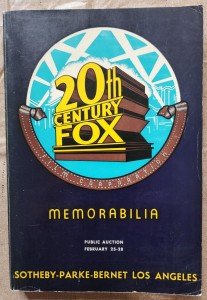 20th
CENTURY
FOX
MEMORABILIA
PUBLIC AUCTION
FEBRUARY 25-28
SOTHEBY-PARKE-BERNET LOS ANGELES